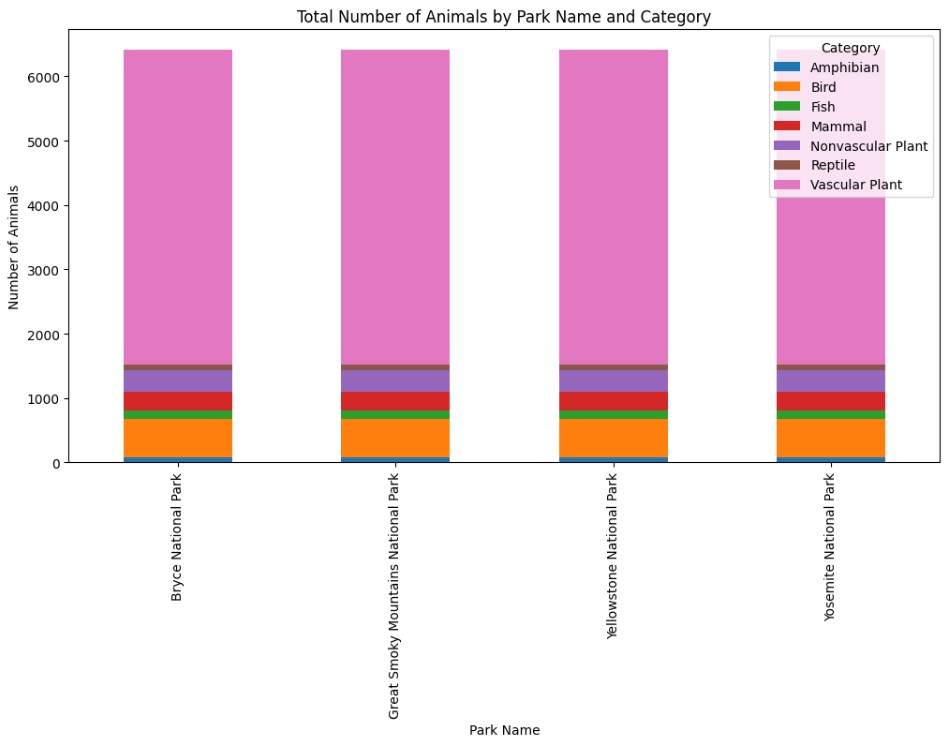 Total Number of Animals by Park Name and Category
Category
Amphibian
Bird
Fish
Mammal
Nonvascular Plant
Reptile
Vascular Plant
Number of Animals
6000
5000
4000
3000
2000
1000
0
Bryce National Park
Great Smoky Mountains National Park
Yellowstone National Park
Yosemite National Park
Park Name